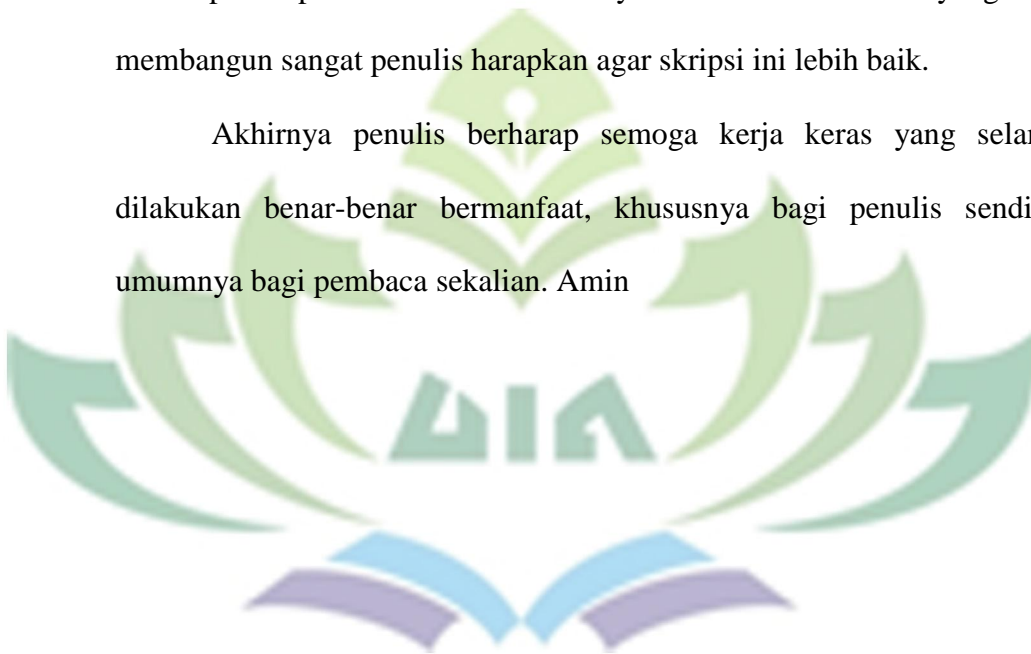 membangun sangat penulis harapkan agar skripsi ini lebih baik.
Akhirnya penulis berharap semoga kerja keras yang
dilakukan benar-benar bermanfaat, khususnya bagi penulis
umumnya bagi pembaca sekalian. Amin
UIN